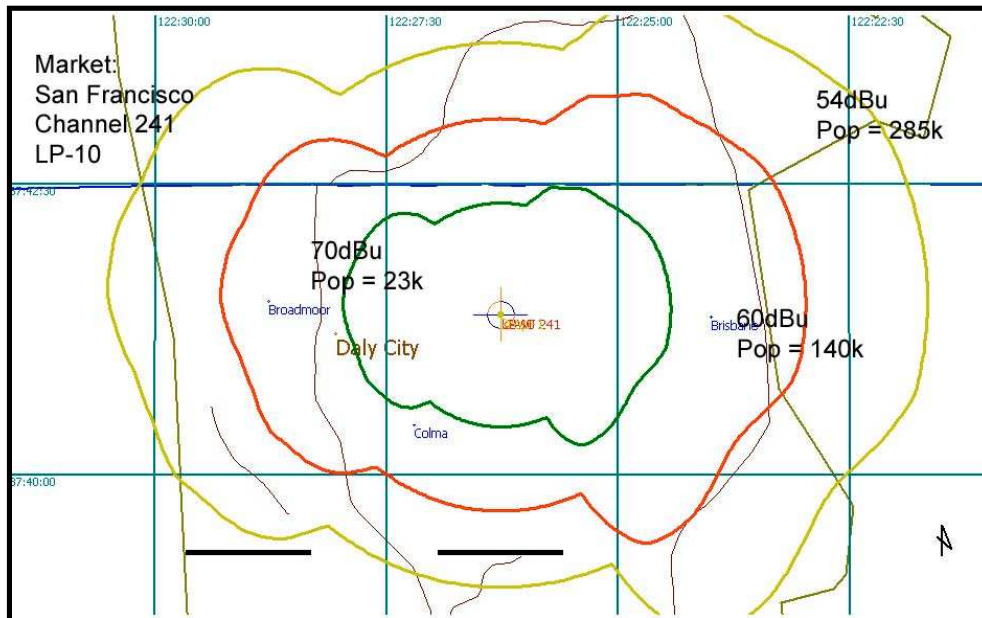 122:30:00
122:27:30
122:25:00
122:22:30
Market:
San Francisco
Channel 241
LP-10
54dBu
Pop = 285k
37:42:30
70dBu
Pop = 23k
Broadmoor
241
Brisbane
60dBu
Pop = 140k
Daly City
Colma
37:40:00
N